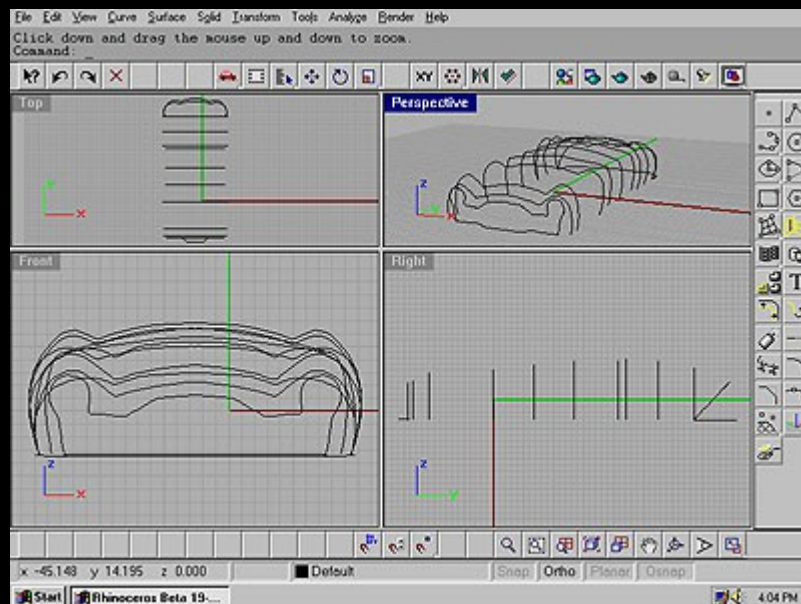 File Edit View Curve Surface Solid Transform Tools Analyze Render Help
Click down and drag the mouse up and down to zoom.
Command: _
XY
Top
Perspective
y
x
z
y
x
T
Front
Right
z
x
z
y
x -45.148 y 14.195 z 0.000 Default Snap Ortho Planar Osnap
Start Rhinoceros Beta 19-... 4:04 PM